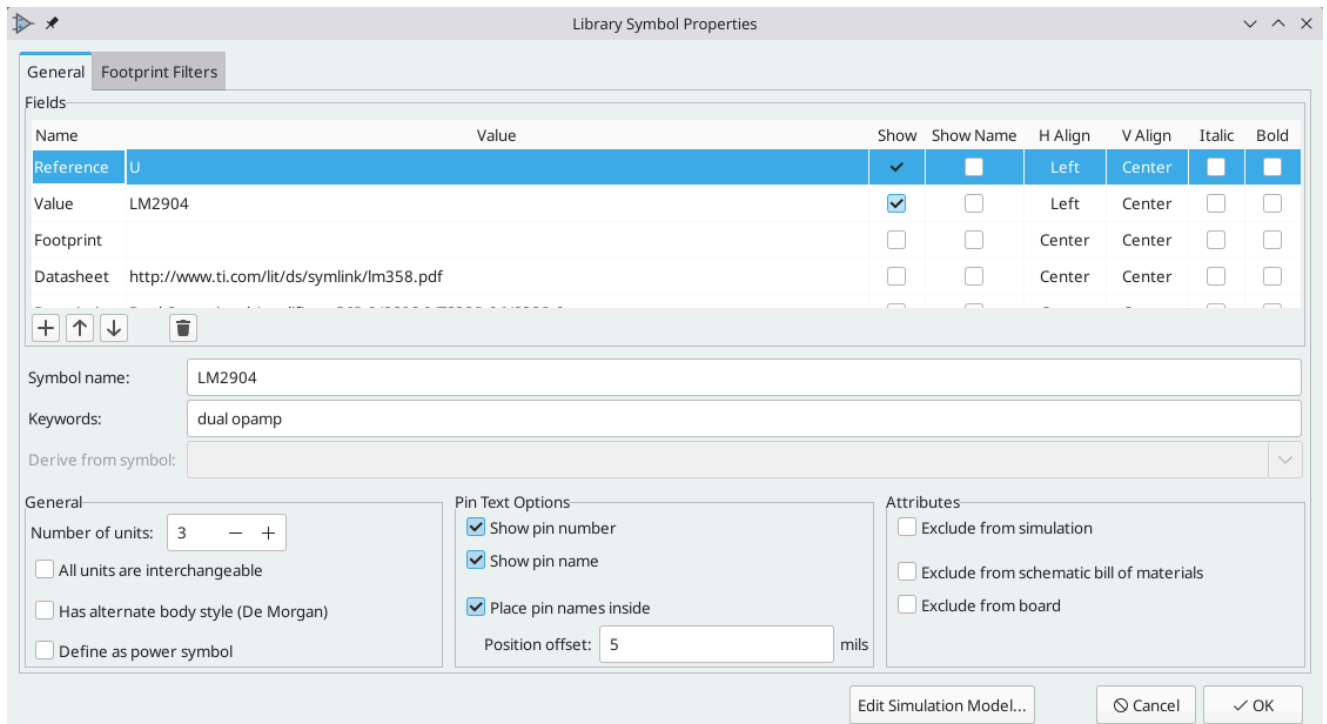 Library Symbol Properties
General Footprint Filters
Fields
Name Value Show Show Name H Align V Align Italic Bold
Reference U Left Center
Value LM2904 Left Center
Footprint Center Center
Datasheet http://www.ti.com/lit/ds/symlink/lm358.pdf Center Center
Symbol name: LM2904
Keywords: dual opamp
Derive from symbol:
General Pin Text Options Attributes
Number of units: 3 − + Show pin number Exclude from simulation
All units are interchangeable Show pin name Exclude from schematic bill of materials
Has alternate body style (De Morgan) Place pin names inside Exclude from board
Define as power symbol Position offset: 5 mils
Edit Simulation Model... Cancel OK